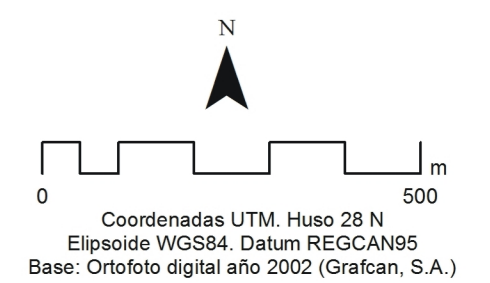 N
m
0 500
Coordenadas UTM. Huso 28 N
Elipsoide WGS84. Datum REGCAN95
Base: Ortofoto digital año 2002 (Grafcan, S.A.)